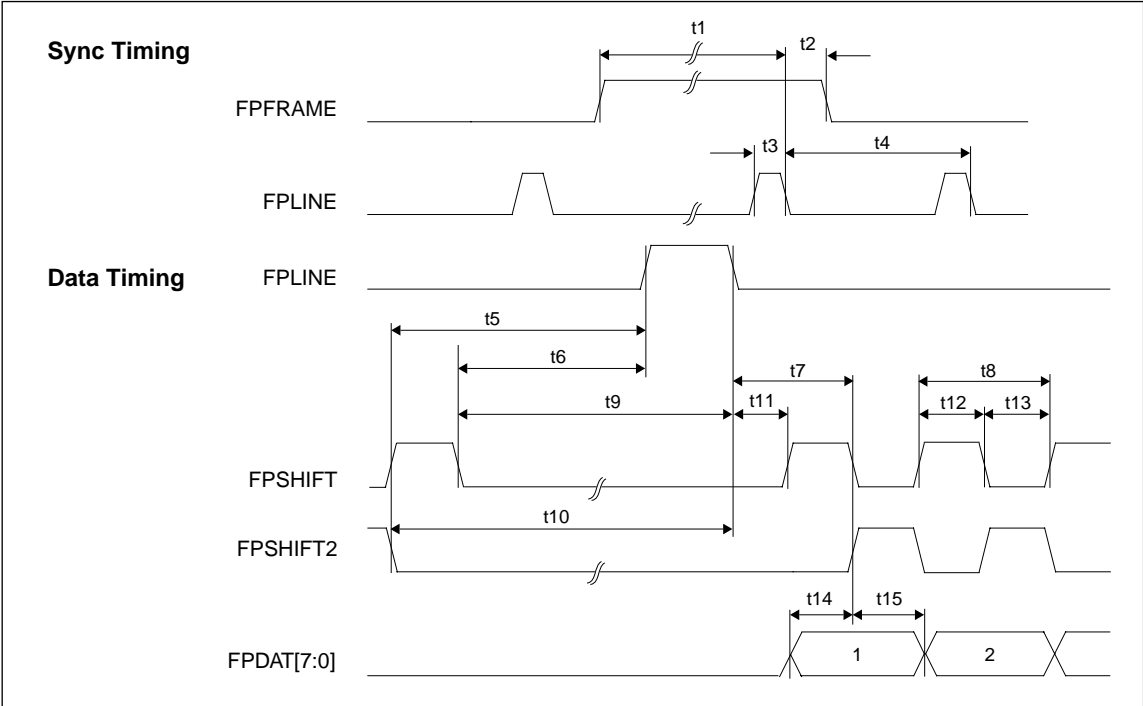 Sync Timing
t1
t2
FPFRAME
t3
t4
FPLINE
Data Timing
FPLINE
t5
t6
t7
t8
t9
t11
t12
t13
FPSHIFT
t10
FPSHIFT2
t14
t15
FPDAT[7:0]
1
2